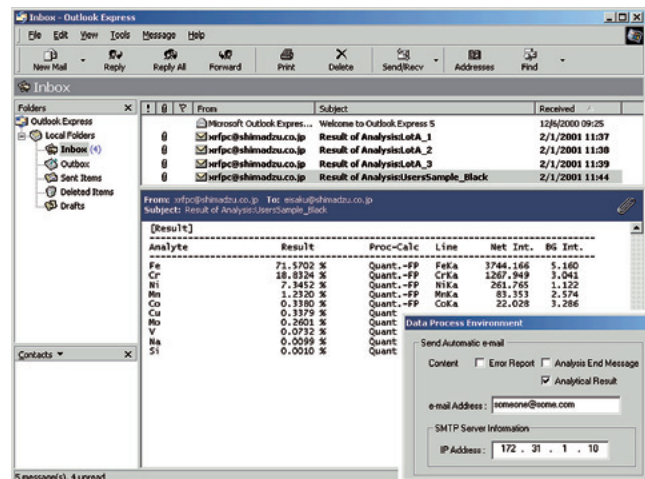 Inbox - Outlook Express
File Edit View Tools Message Help
New Mail Reply Reply All Forward Print Delete Send/Recv Addresses Find
Inbox
Folders X ! From Subject Received
Outlook Express
Local Folders
Inbox (4)
Outbox
Sent Items
Deleted Items
Drafts
Microsoft Outlook Expres... Welcome to Outlook Express 5 12/6/2000 09:25
xrfpc@shimadzu.co.jp Result of Analysis:LotA_1 2/1/2001 11:37
xrfpc@shimadzu.co.jp Result of Analysis:LotA_2 2/1/2001 11:38
xrfpc@shimadzu.co.jp Result of Analysis:LotA_3 2/1/2001 11:39
xrfpc@shimadzu.co.jp Result of Analysis:UsersSample_Black 2/1/2001 11:44
From: xrfpc@shimadzu.co.jp To: eisaku@shimadzu.co.jp
Subject: Result of Analysis:UsersSample_Black
[Result]
Analyte Result Proc-Calc Line Net Int. BG Int.
Fe 71.5702 % Quant.-FP FeKa 3744.166 5.160
Cr 18.8324 % Quant.-FP CrKa 1267.949 3.041
Ni 7.3452 % Quant.-FP NiKa 261.765 1.122
Mn 1.2320 % Quant.-FP MnKa 83.353 2.574
Co 0.3380 % Quant.-FP CoKa 22.028 3.286
Cu 0.3379 % Quant
Mo 0.2601 % Quant
V 0.0732 % Quant
Na 0.0099 % Quant
Si 0.0010 % Quant
Contacts X
Data Process Environment
Send Automatic e-mail
Content Error Report Analysis End Message
Analytical Result
e-mail Address : someone@some.com
SMTP Server Information
IP Address : 172 . 31 . 1 . 10
5 message(s), 4 unread